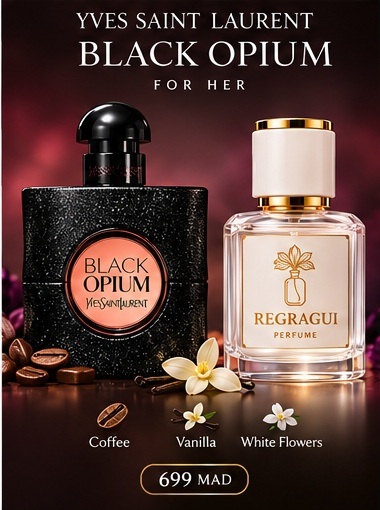 YVES SAINT LAURENT
BLACK OPIUM
FOR HER
BLACK
OPIUM
YVESSAINTLAURENT
REGRAGUI
PERFUME
Coffee
Vanilla
White Flowers
699 MAD